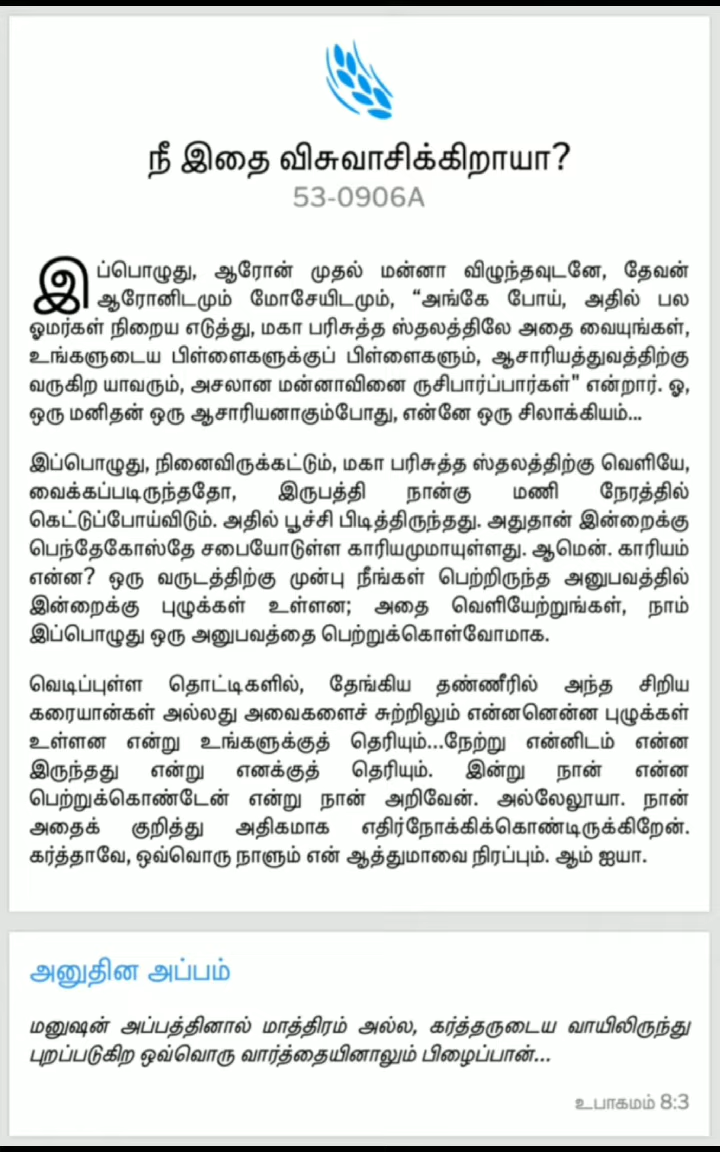 நீ இதை விசுவாசிக்கிறாயா?
53-0906A
இப்பொழுது, ஆரோன் முதல் மன்னா விழுந்தவுடனே, தேவன்
ஆரோனிடமும் மோசேயிடமும், “அங்கே போய், அதில் பல
ஓமர்கள் நிறைய எடுத்து, மகா பரிசுத்த ஸ்தலத்திலே அதை வையுங்கள்,
உங்களுடைய பிள்ளைகளுக்குப் பிள்ளைகளும், ஆசாரியத்துவத்திற்கு
வருகிற யாவரும், அசலான மன்னாவினை ருசிபார்ப்பார்கள்" என்றார். ஓ,
ஒரு மனிதன் ஒரு ஆசாரியனாகும்போது, என்னே ஒரு சிலாக்கியம்...
இப்பொழுது, நினைவிருக்கட்டும், மகா பரிசுத்த ஸ்தலத்திற்கு வெளியே,
வைக்கப்படிருந்ததோ, இருபத்தி நான்கு மணி நேரத்தில்
கெட்டுப்போய்விடும். அதில் பூச்சி பிடித்திருந்தது. அதுதான் இன்றைக்கு
பெந்தேகோஸ்தே சபையோடுள்ள காரியமுமாயுள்ளது. ஆமென். காரியம்
என்ன? ஒரு வருடத்திற்கு முன்பு நீங்கள் பெற்றிருந்த அனுபவத்தில்
இன்றைக்கு புழுக்கள் உள்ளன; அதை வெளியேற்றுங்கள், நாம்
இப்பொழுது ஒரு அனுபவத்தை பெற்றுக்கொள்வோமாக.
வெடிப்புள்ள தொட்டிகளில், தேங்கிய தண்ணீரில் அந்த சிறிய
கரையான்கள் அல்லது அவைகளைச் சுற்றிலும் என்னனென்ன புழுக்கள்
உள்ளன என்று உங்களுக்குத் தெரியும்...நேற்று என்னிடம் என்ன
இருந்தது என்று எனக்குத் தெரியும். இன்று நான் என்ன
பெற்றுக்கொண்டேன் என்று நான் அறிவேன். அல்லேலூயா. நான்
அதைக் குறித்து அதிகமாக எதிர்நோக்கிக்கொண்டிருக்கிறேன்.
கர்த்தாவே, ஒவ்வொரு நாளும் என் ஆத்துமாவை நிரப்பும். ஆம் ஐயா.
அனுதின அப்பம்
மனுஷன் அப்பத்தினால் மாத்திரம் அல்ல, கர்த்தருடைய வாயிலிருந்து
புறப்படுகிற ஒவ்வொரு வார்த்தையினாலும் பிழைப்பான்...
உபாகமம் 8:3